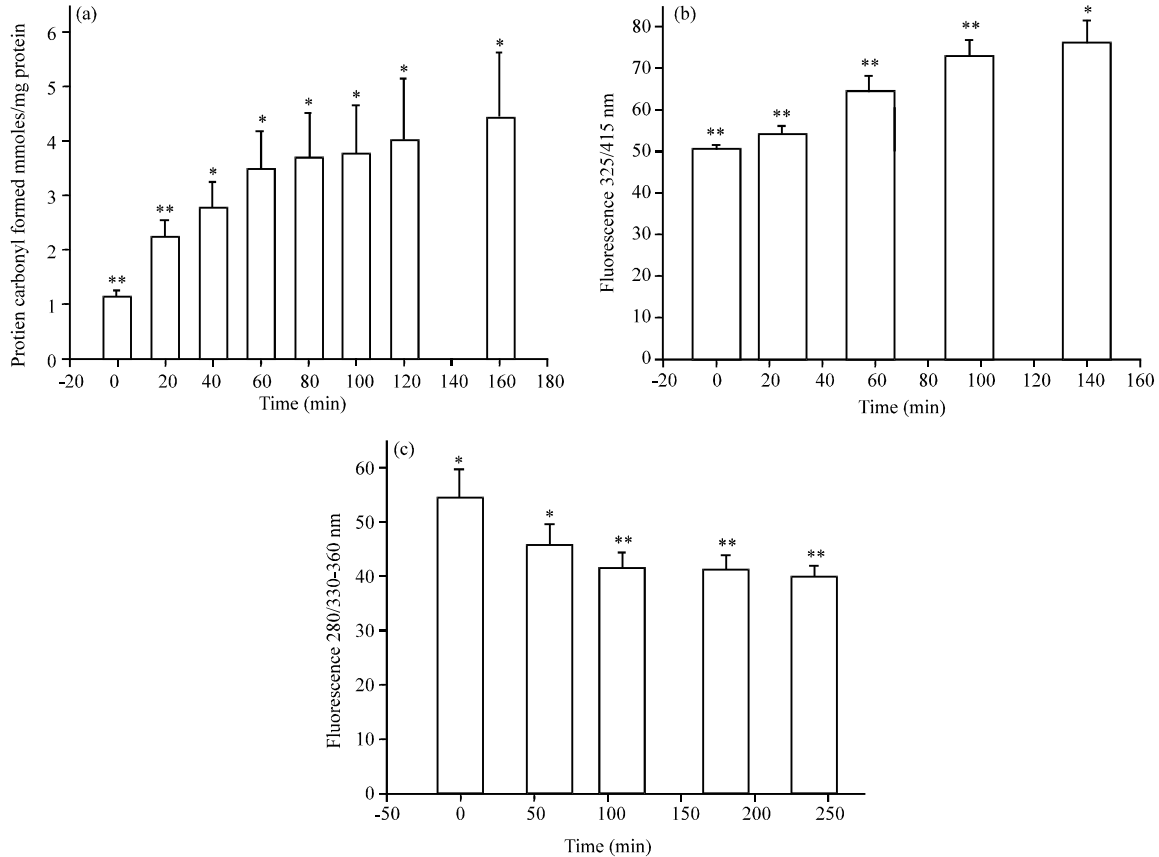 (a)
Protien carbonyl formed mmoles/mg protein
6
5
4
3
2
1
0
** ** * * * * * *
-20 0 20 40 60 80 100 120 140 160 180
Time (min)
(b)
Fluorescence 325/415 nm
80
70
60
50
40
30
20
10
0
** ** ** ** *
-20 0 20 40 60 80 100 120 140 160
Time (min)
(c)
Fluorescence 280/330-360 nm
60
50
40
30
20
10
0
* * ** ** **
-50 0 50 100 150 200 250
Time (min)